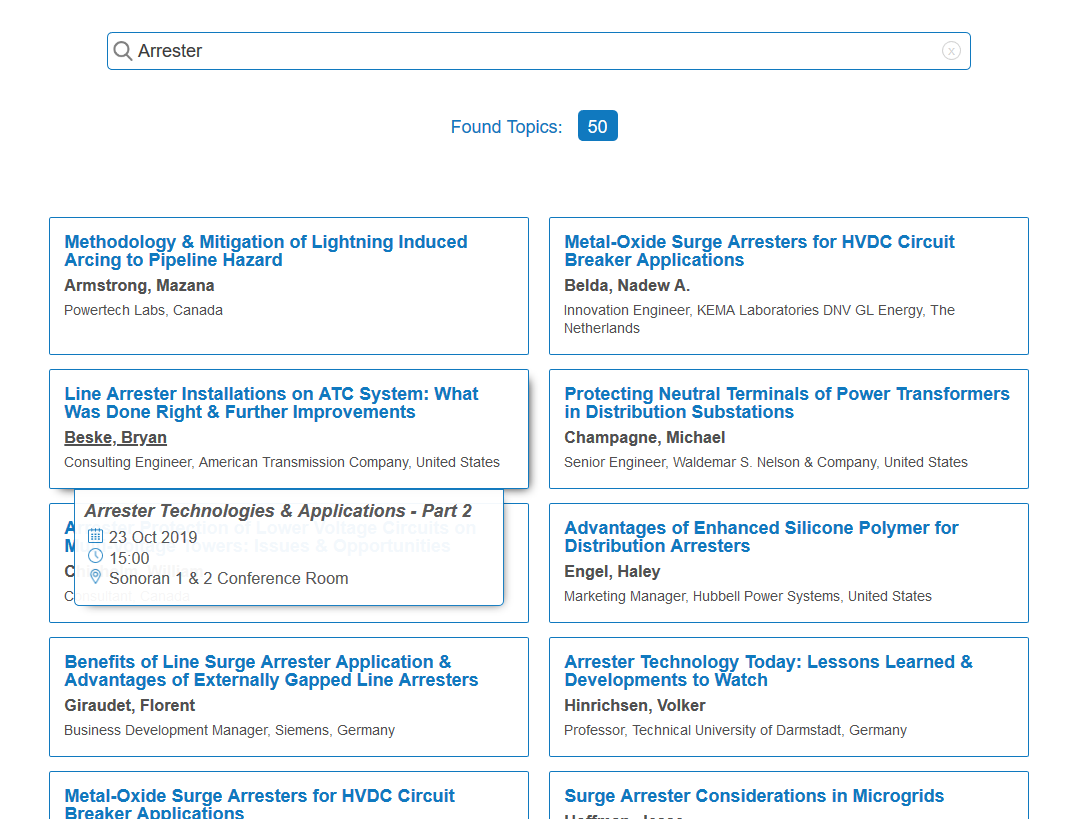 Arrester
x
Found Topics: 50
Methodology & Mitigation of Lightning Induced
Arcing to Pipeline Hazard
Armstrong, Mazana
Powertech Labs, Canada
Metal-Oxide Surge Arresters for HVDC Circuit
Breaker Applications
Belda, Nadew A.
Innovation Engineer, KEMA Laboratories DNV GL Energy, The
Netherlands
Line Arrester Installations on ATC System: What
Was Done Right & Further Improvements
Beske, Bryan
Consulting Engineer, American Transmission Company, United States
Protecting Neutral Terminals of Power Transformers
in Distribution Substations
Champagne, Michael
Senior Engineer, Waldemar S. Nelson & Company, United States
Arrester Technologies & Applications - Part 2
23 Oct 2019
15:00
Sonoran 1 & 2 Conference Room
Arrester Protection of Lower Voltage Circuits on
Towers: Issues & Opportunities
William
Consultant, Canada
Advantages of Enhanced Silicone Polymer for
Distribution Arresters
Engel, Haley
Marketing Manager, Hubbell Power Systems, United States
Benefits of Line Surge Arrester Application &
Advantages of Externally Gapped Line Arresters
Giraudet, Florent
Business Development Manager, Siemens, Germany
Arrester Technology Today: Lessons Learned &
Developments to Watch
Hinrichsen, Volker
Professor, Technical University of Darmstadt, Germany
Metal-Oxide Surge Arresters for HVDC Circuit
Breaker Applications
Surge Arrester Considerations in Microgrids